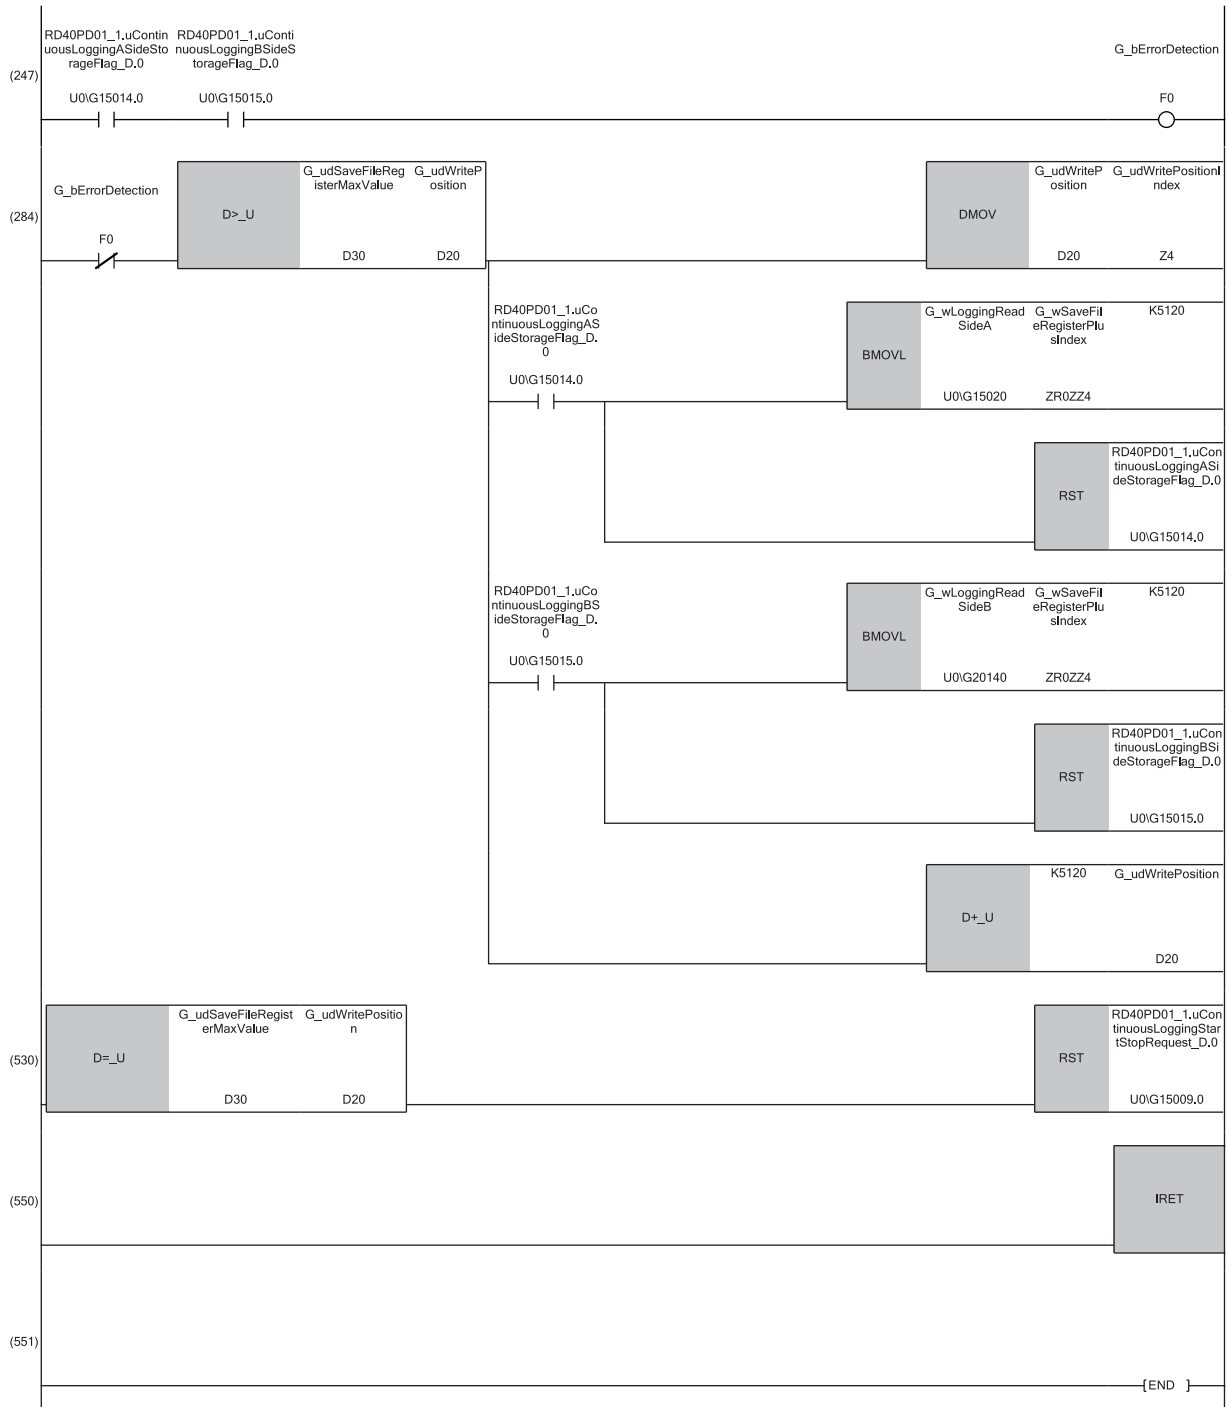 RD40PD01_1.uContin
uousLoggingASideSto
rageFlag_D.0
RD40PD01_1.uConti
nuousLoggingBSideS
torageFlag_D.0
G_bErrorDetection
(247)
U0\G15014.0
U0\G15015.0
F0
G_bErrorDetection
G_udSaveFileReg
isterMaxValue
G_udWriteP
osition
G_udWriteP
osition
G_udWritePositionI
ndex
(284)
D>_U
DMOV
F0
D30
D20
D20
Z4
RD40PD01_1.uCo
ntinuousLoggingAS
ideStorageFlag_D.
0
G_wLoggingRead
SideA
G_wSaveFil
eRegisterPlu
sIndex
K5120
BMOVL
U0\G15014.0
U0\G15020
ZR0ZZ4
RD40PD01_1.uCon
tinuousLoggingASi
deStorageFlag_D.0
RST
U0\G15014.0
RD40PD01_1.uCo
ntinuousLoggingBS
ideStorageFlag_D.
0
G_wLoggingRead
SideB
G_wSaveFil
eRegisterPlu
sIndex
K5120
BMOVL
U0\G15015.0
U0\G20140
ZR0ZZ4
RD40PD01_1.uCon
tinuousLoggingBSi
deStorageFlag_D.0
RST
U0\G15015.0
K5120
G_udWritePosition
D+_U
D20
G_udSaveFileRegist
erMaxValue
G_udWritePositio
n
RD40PD01_1.uCon
tinuousLoggingStar
tStopRequest_D.0
(530)
D=_U
RST
D30
D20
U0\G15009.0
(550)
IRET
(551)
[END ]